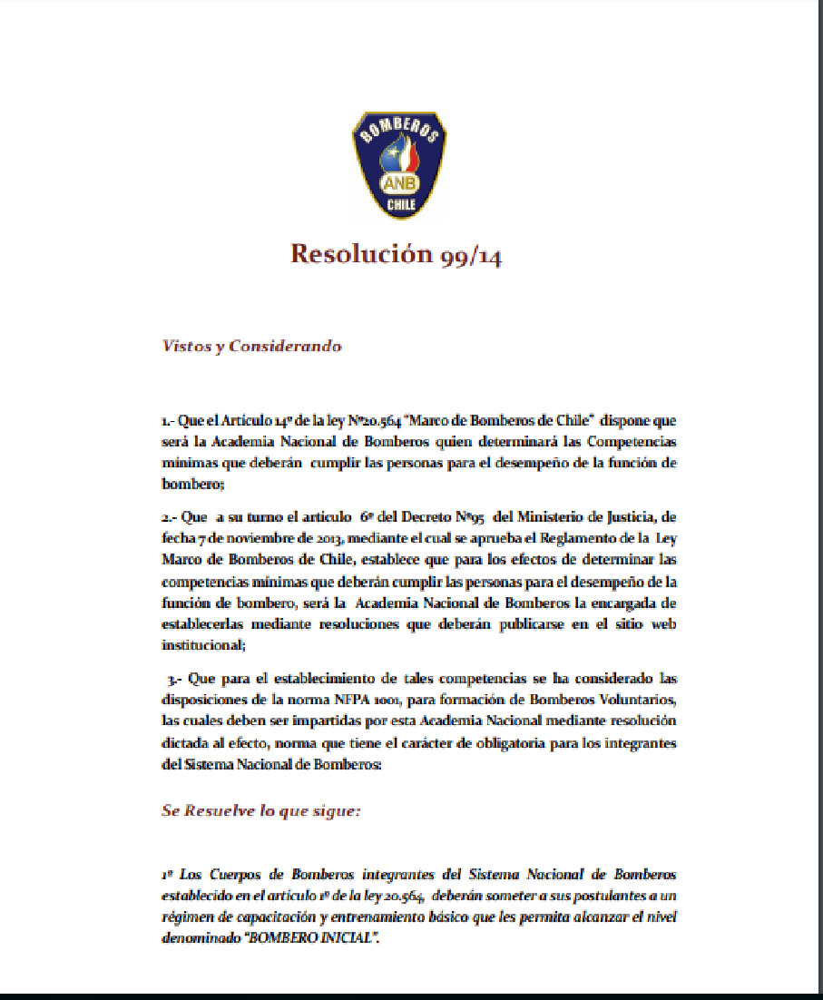 BOMBEROS
ANB
CHILE
Resolución 99/14
Vistos y Considerando
1.- Que el Artículo 14º de la ley Nº20.564 "Marco de Bomberos de Chile" dispone que
será la Academia Nacional de Bomberos quien determinará las Competencias
mínimas que deberán cumplir las personas para el desempeño de la función de
bombero;
2.- Que a su turno el artículo 6º del Decreto Nº95 del Ministerio de Justicia, de
fecha 7 de noviembre de 2013, mediante el cual se aprueba el Reglamento de la Ley
Marco de Bomberos de Chile, establece que para los efectos de determinar las
competencias mínimas que deberán cumplir las personas para el desempeño de la
función de bombero, será la Academia Nacional de Bomberos la encargada de
establecerlas mediante resoluciones que deberán publicarse en el sitio web
institucional;
3.- Que para el establecimiento de tales competencias se ha considerado las
disposiciones de la norma NFPA 1001, para formación de Bomberos Voluntarios,
las cuales deben ser impartidas por esta Academia Nacional mediante resolución
dictada al efecto, norma que tiene el carácter de obligatoria para los integrantes
del Sistema Nacional de Bomberos:
Se Resuelve lo que sigue:
1º Los Cuerpos de Bomberos integrantes del Sistema Nacional de Bomberos
establecido en el artículo 1º de la ley 20.564, deberán someter a sus postulantes a un
régimen de capacitación y entrenamiento básico que les permita alcanzar el nivel
denominado "BOMBERO INICIAL".